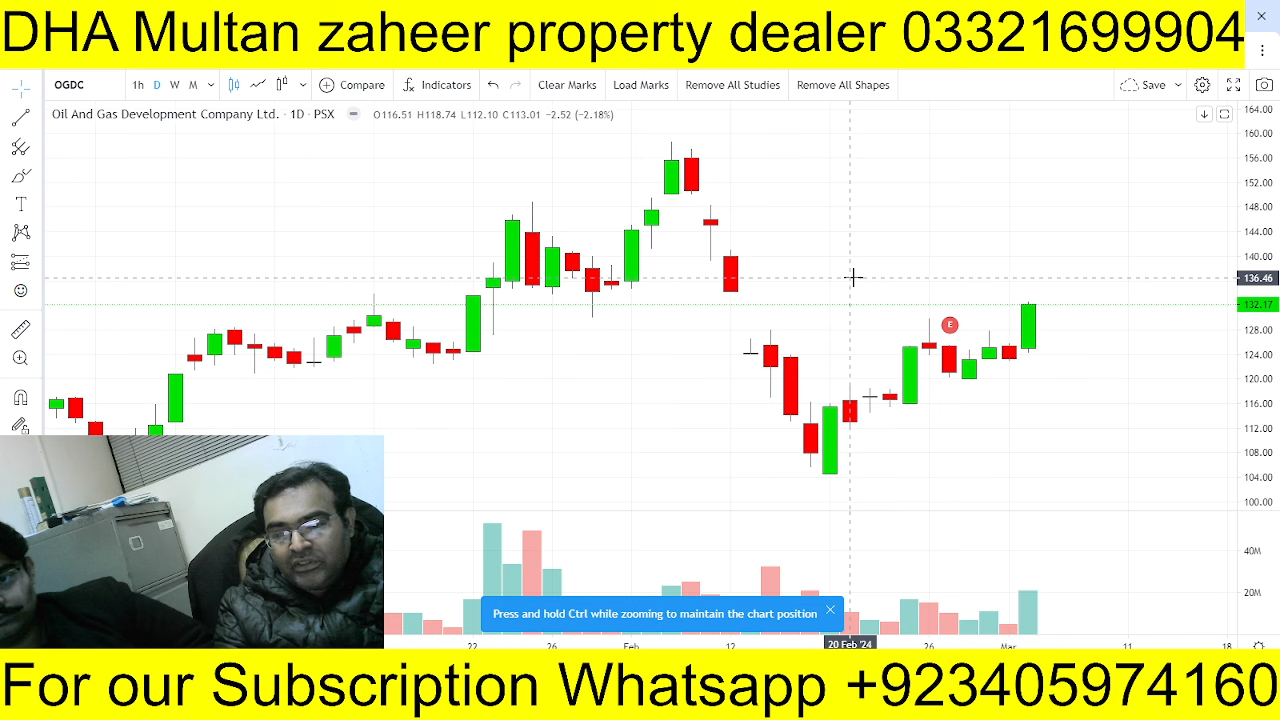 DHA Multan zaheer property dealer 03321699904
OGDC 1h D W M Compare Indicators Clear Marks Load Marks Remove All Studies Remove All Shapes Save
Oil And Gas Development Company Ltd. · 1D · PSX O116.51 H118.74 L112.10 C113.01 −2.52 (−2.18%)
164.00
160.00
156.00
152.00
148.00
144.00
140.00
136.46
132.17
128.00
E
124.00
120.00
116.00
112.00
108.00
104.00
100.00
40M
20M
Press and hold Ctrl while zooming to maintain the chart position
22 26 Feb 12 20 Feb '24 26 Mar 11 18
For our Subscription Whatsapp +923405974160